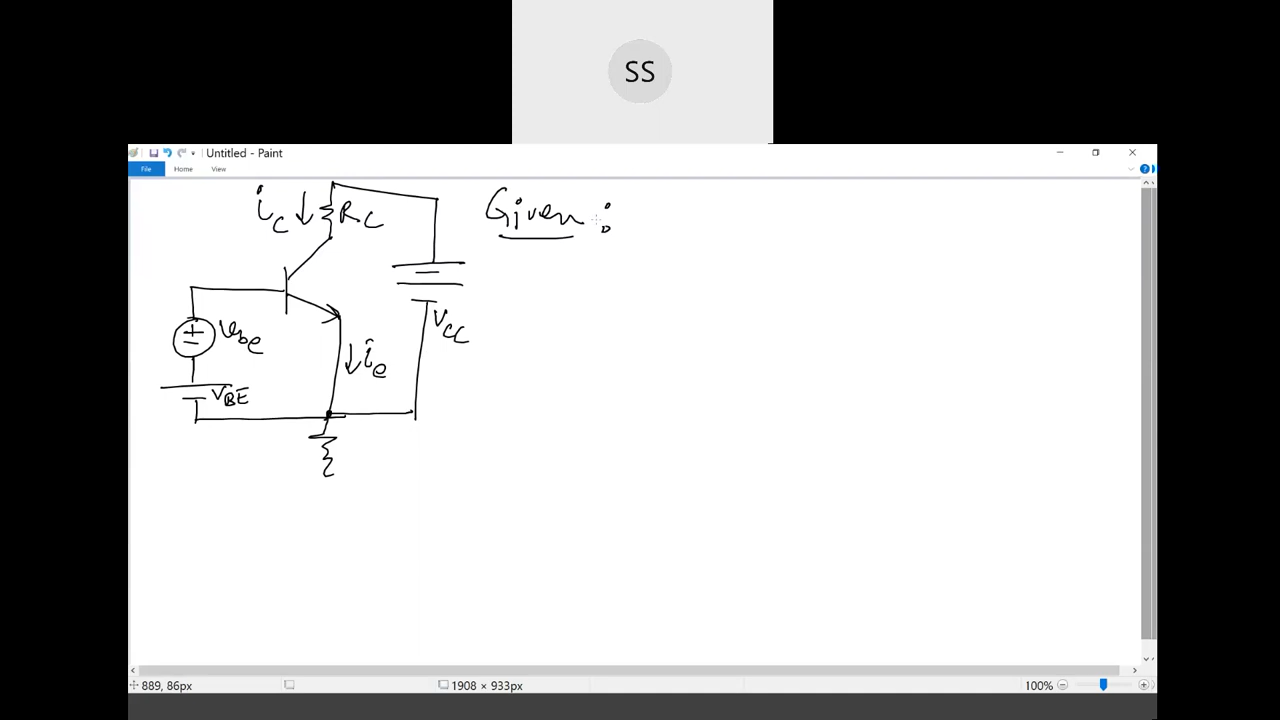 SS
Untitled - Paint
File Home View
ic ↓ Rc Given :
Vcc
vbe
ie
VBE
889, 86px 1908 × 933px 100%